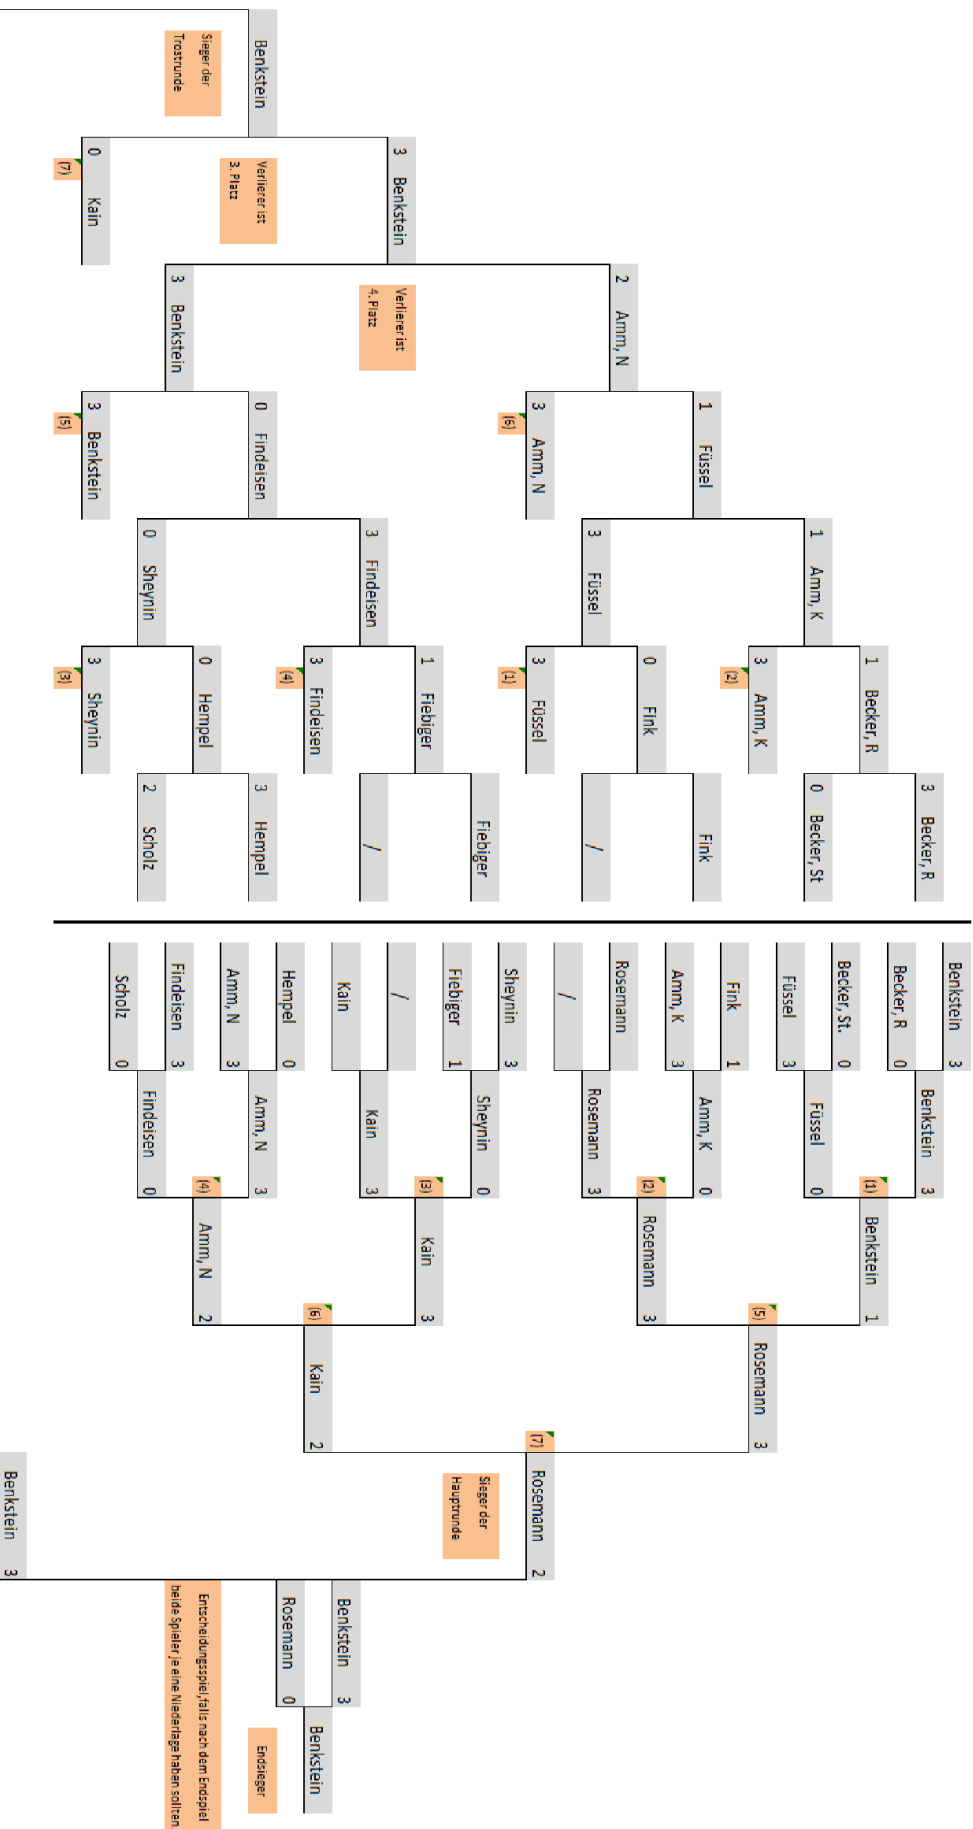 Benkstein 3
3 Becker, R Benkstein 3
Becker, R 0
1 Becker, R (1) Benkstein 1
Becker, St. 0
1 Amm, K 0 Becker, St Füssel 0
Füssel 3
3 Amm, K (5) Rosemann 3
(2) Fink 1
1 Füssel Fink Amm, K 0
Amm, K 3
0 Fink (2) Rosemann 3
2 Amm, N Rosemann
3 Füssel / Rosemann 3
/
3 Amm, N 3 Füssel (7) Rosemann 2
(6) (1) Sheynin 3
Fiebiger Sheynin 0 Sieger der
Fiebiger 1 Hauptrunde
1 Fiebiger (3) Kain 3
3 Benkstein Verlierer ist /
4. Platz 3 Findeisen / Kain 3
Kain Benkstein 3
3 Findeisen (6) Kain 2 Benkstein
(4) Hempel 0 Rosemann 0
Benkstein Verlierer ist 0 Findeisen 3 Hempel Amm, N 3 Endsieger
3. Platz Amm, N 3
Sieger der 0 Hempel (4) Amm, N 2 Entscheidungsspiel, falls nach dem Endspiel
Trostrunde 3 Benkstein Findeisen 3 beide Spieler je eine Niederlage haben sollten.
0 Sheynin 2 Scholz Findeisen 0
Scholz 0
0 Kain 3 Benkstein 3 Sheynin
(7) (5) (3)
Benkstein 3